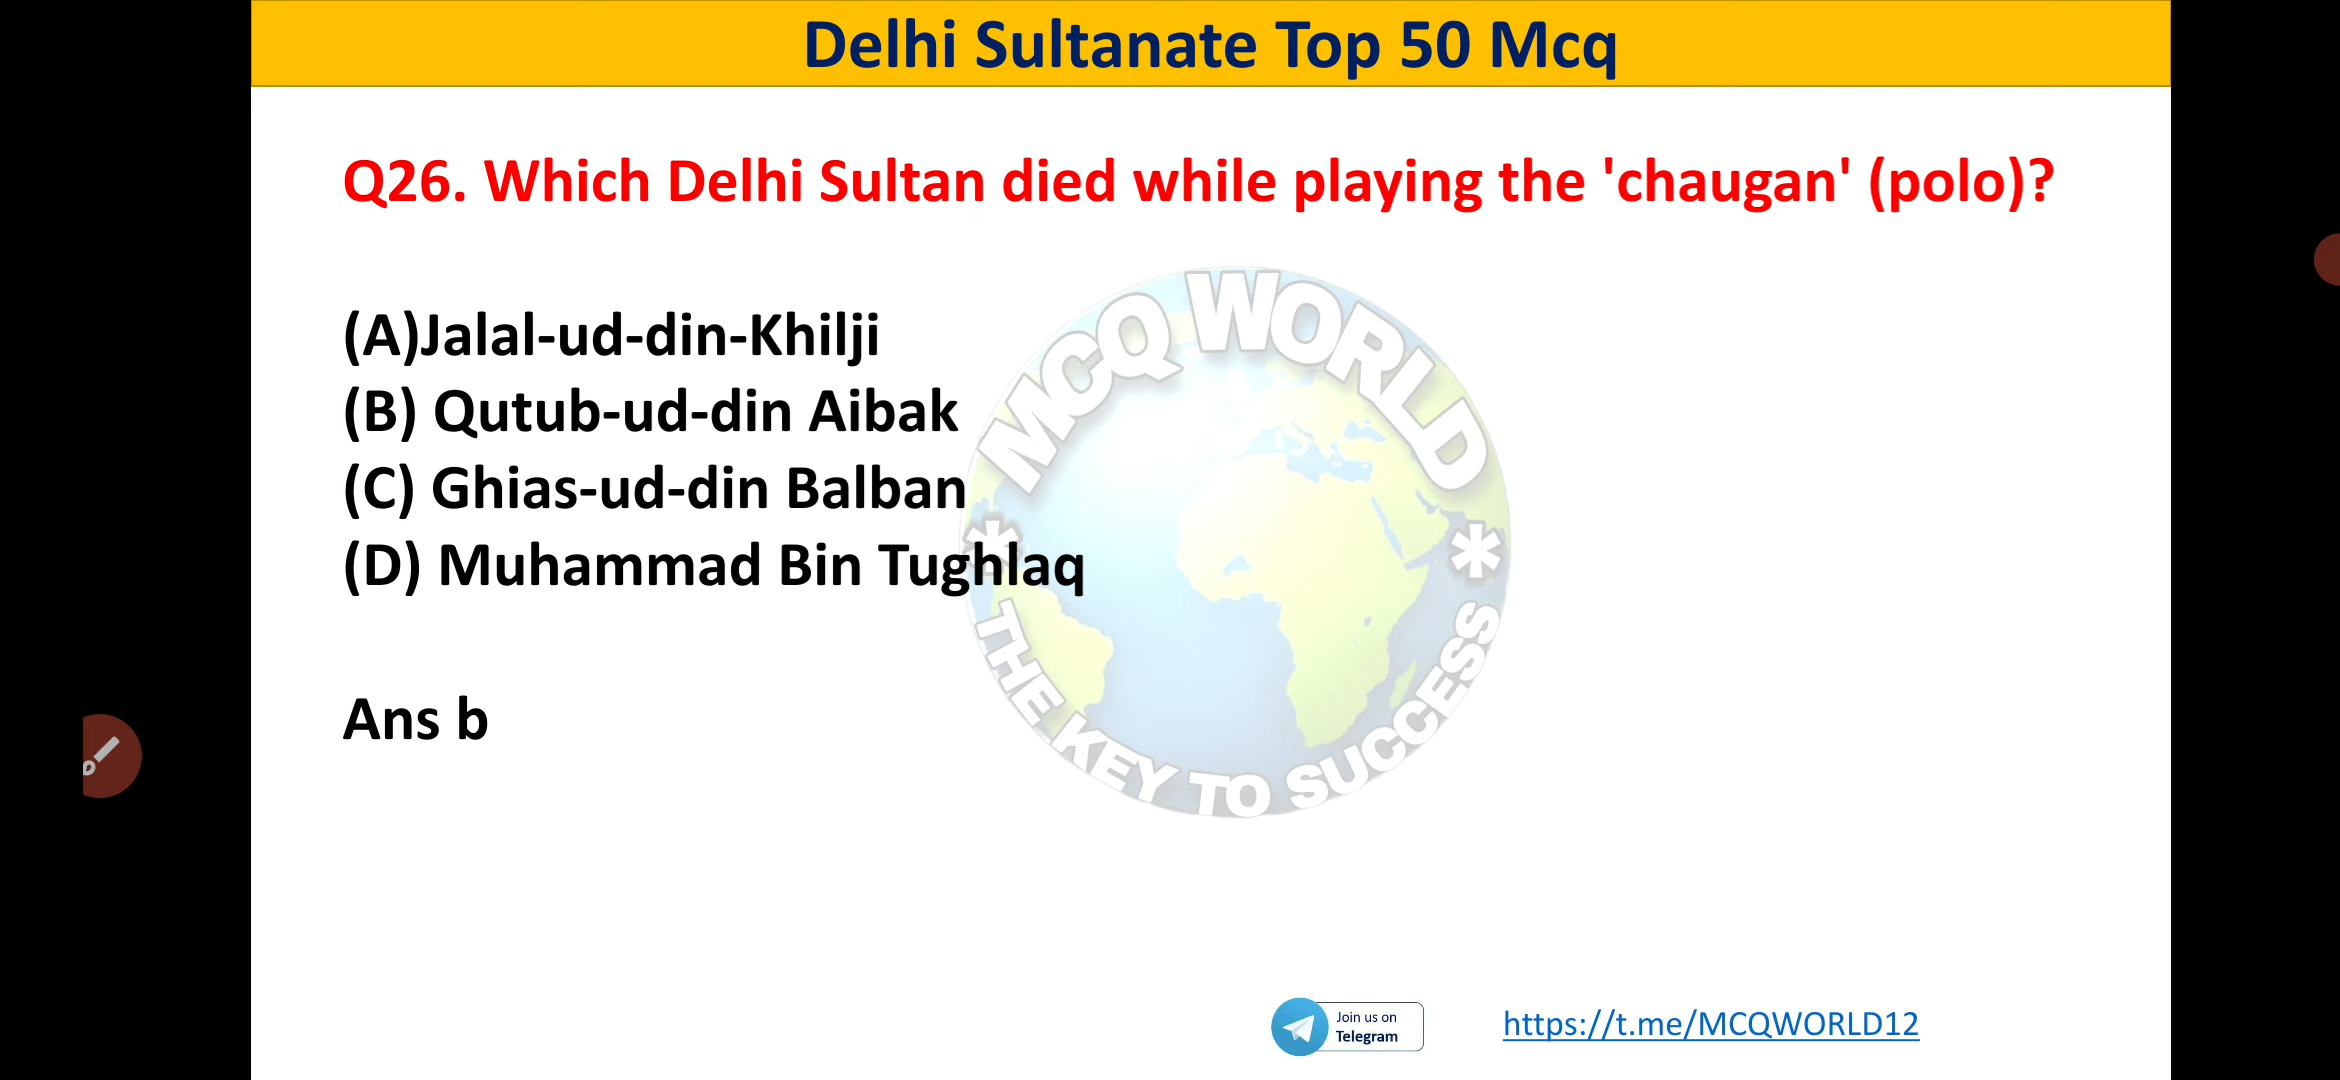 Delhi Sultanate Top 50 Mcq
Q26. Which Delhi Sultan died while playing the 'chaugan' (polo)?
(A)Jalal-ud-din-Khilji
(B) Qutub-ud-din Aibak
(C) Ghias-ud-din Balban
(D) Muhammad Bin Tughlaq
Ans b
MCQ WORLD
* THE KEY TO SUCCESS *
Join us on
Telegram
https://t.me/MCQWORLD12